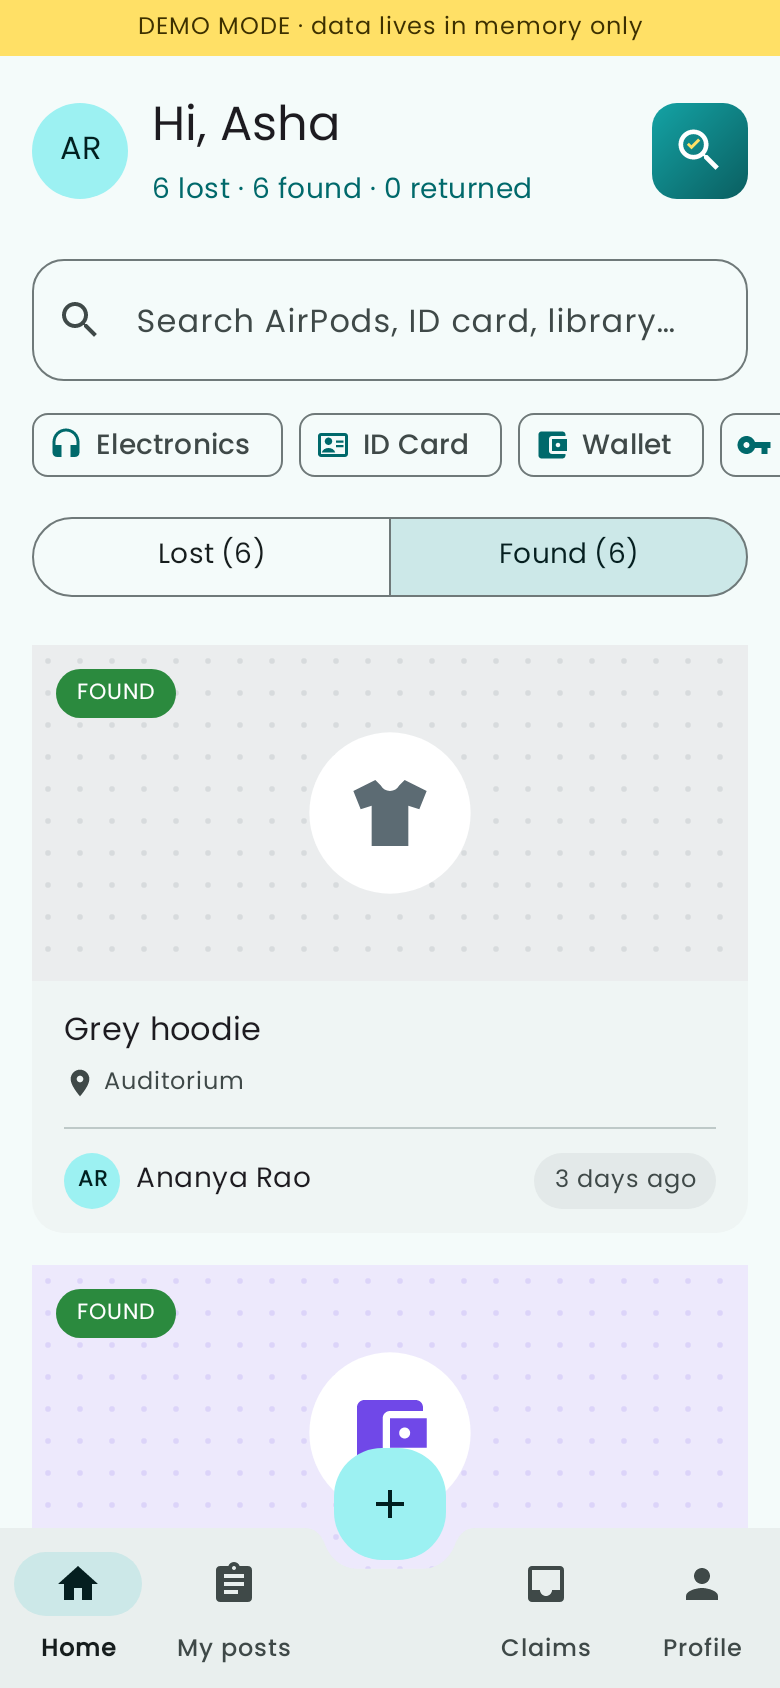 DEMO MODE · data lives in memory only
AR
Hi, Asha
6 lost · 6 found · 0 returned
Search AirPods, ID card, library…
Electronics
ID Card
Wallet
Lost (6)
Found (6)
FOUND
Grey hoodie
Auditorium
AR
Ananya Rao
3 days ago
FOUND
Home
My posts
Claims
Profile